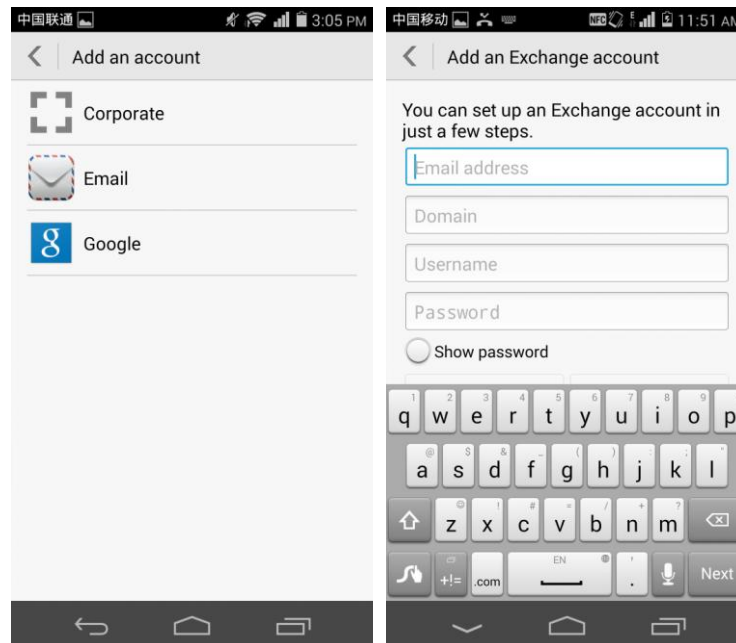 中国联通
3:05 PM
Add an account
Corporate
Email
g
Google
中国移动
NFC
E
11:51 AM
Add an Exchange account
You can set up an Exchange account in
just a few steps.
Email address
Domain
Username
Password
Show password
1 2 3 4 5 6 7 8 9
q w e r t y u i o p
@ $ & _ ( ) : ; "
a s d f g h j k l
! # = / + ?
z x c v b n m
EN
+!= .com . Next